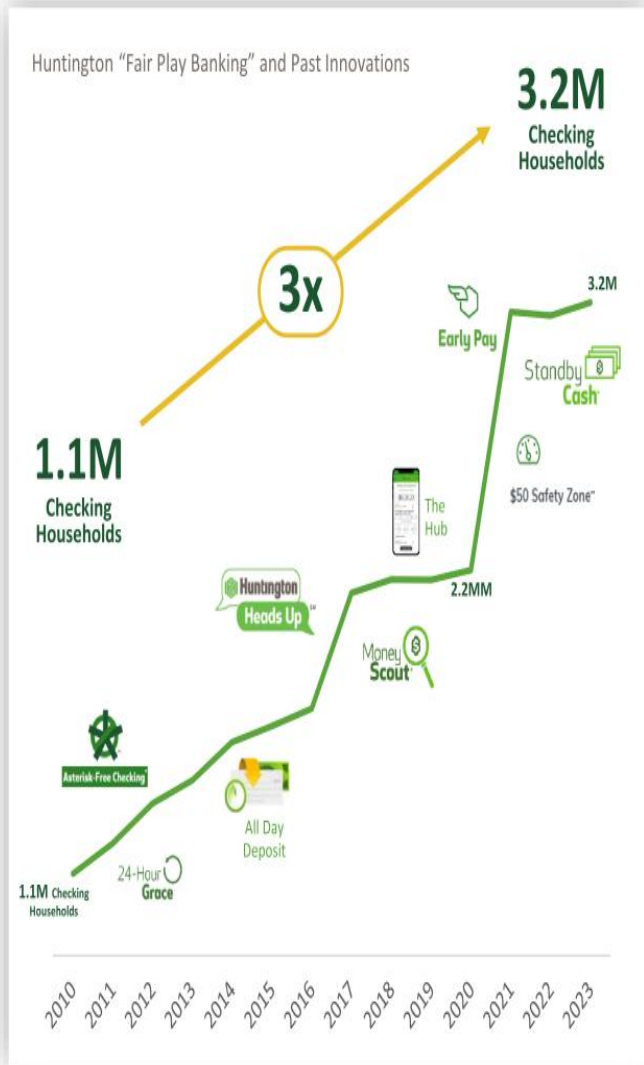 Huntington “Fair Play Banking” and Past Innovations
3.2M
Checking
Households
3x
1.1M
Checking
Households
3.2M
Early Pay
Standby
Cash
$50 Safety Zone℠
The
Hub
2.2MM
Huntington
Heads Up℠
Money
Scout
Asterisk-Free Checking
All Day
Deposit
24-Hour
Grace
1.1M Checking
Households
2010
2011
2012
2013
2014
2015
2016
2017
2018
2019
2020
2021
2022
2023